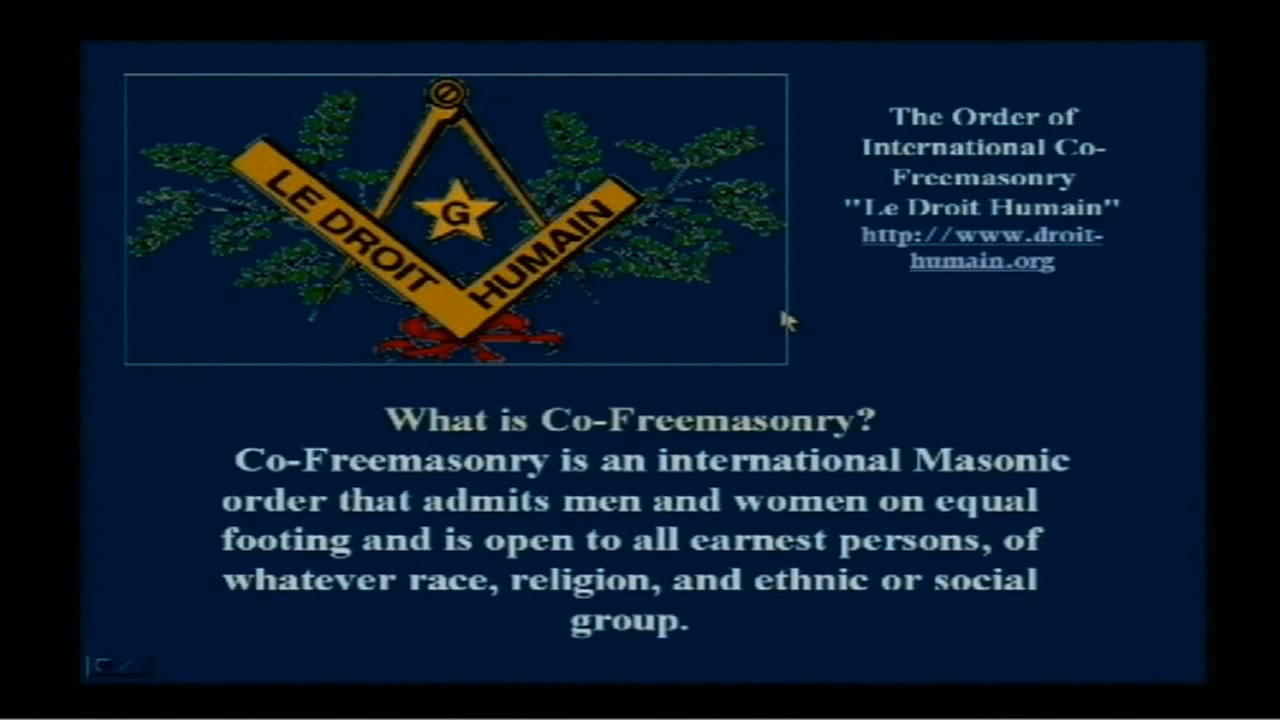 LE DROIT HUMAIN
G
The Order of
International Co-
Freemasonry
"Le Droit Humain"
http://www.droit-
humain.org
What is Co-Freemasonry?
Co-Freemasonry is an international Masonic
order that admits men and women on equal
footing and is open to all earnest persons, of
whatever race, religion, and ethnic or social
group.